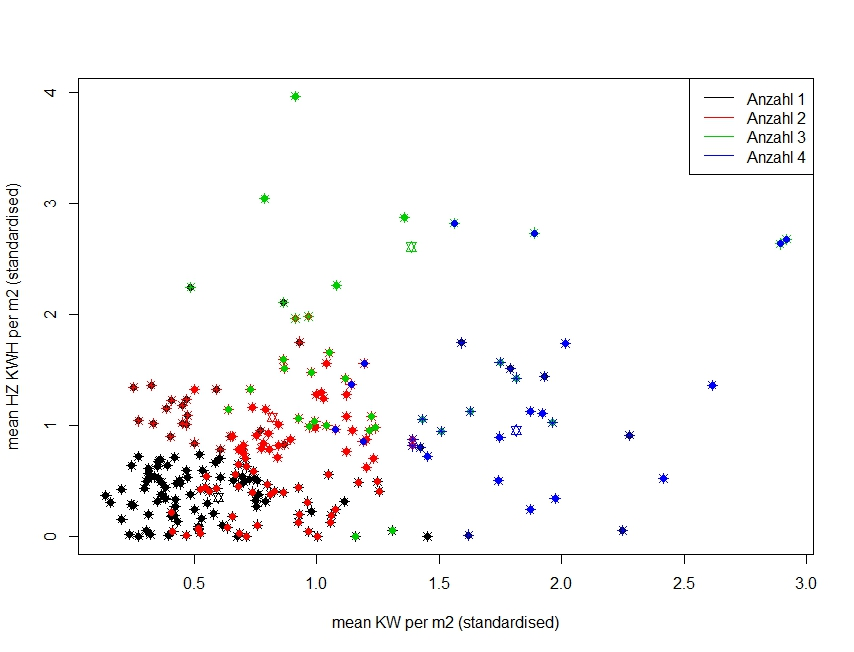 Anzahl 1
Anzahl 2
Anzahl 3
Anzahl 4
4
3
2
1
0
mean HZ KWH per m2 (standardised)
0.5 1.0 1.5 2.0 2.5 3.0
mean KW per m2 (standardised)